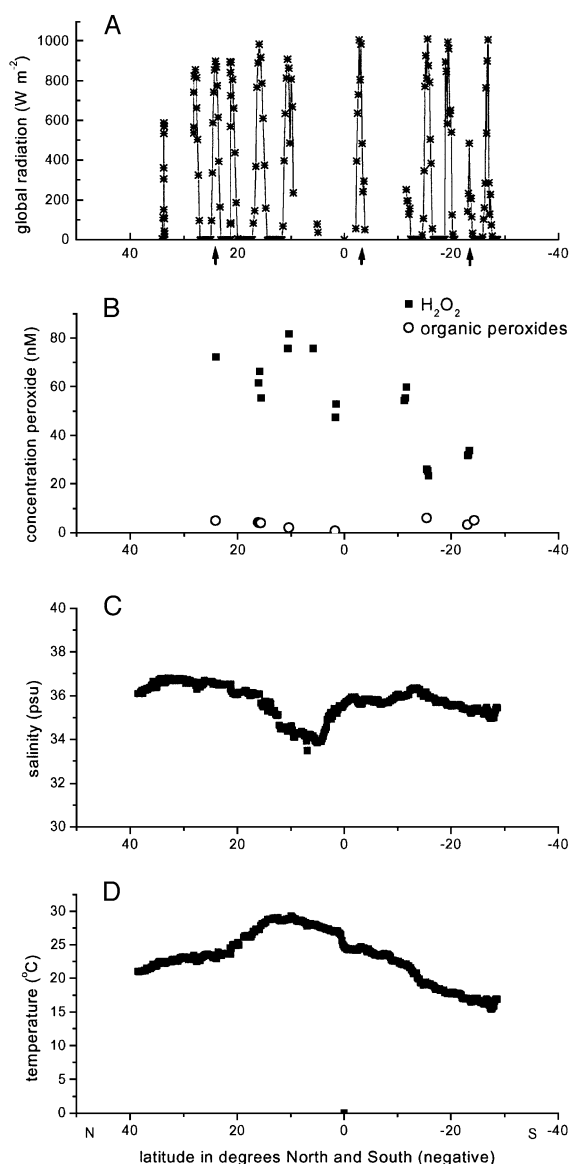 A
global radiation (W m-2)
1000
800
600
400
200
0
40 20 0 -20 -40
B
■ H2O2
○ organic peroxides
concentration peroxide (nM)
80
60
40
20
0
40 20 0 -20 -40
C
salinity (psu)
40
38
36
34
32
30
40 20 0 -20 -40
D
temperature (°C)
30
25
20
15
10
5
0
40 20 0 -20 -40
N S
latitude in degrees North and South (negative)